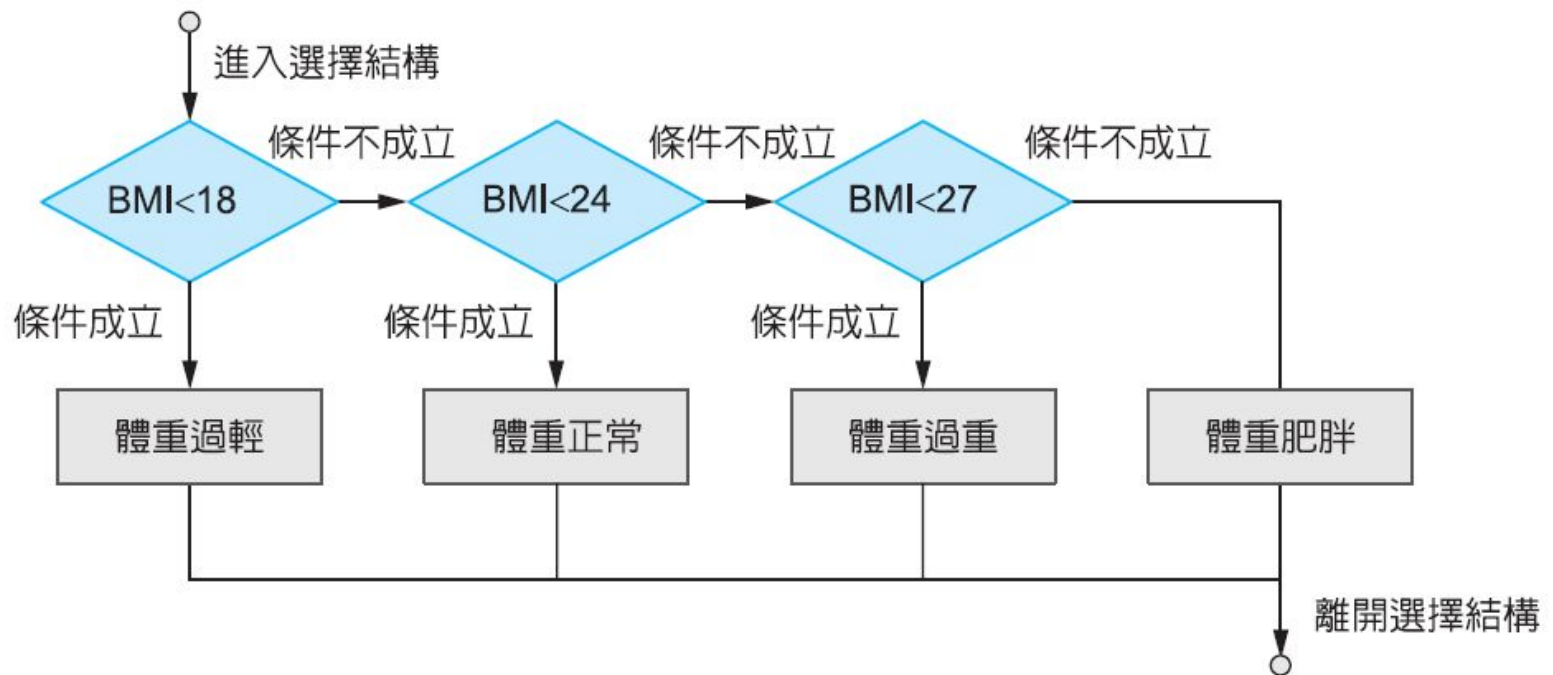 進入選擇結構
條件不成立
條件不成立
條件不成立
BMI<18
BMI<24
BMI<27
條件成立
條件成立
條件成立
體重過輕
體重正常
體重過重
體重肥胖
離開選擇結構